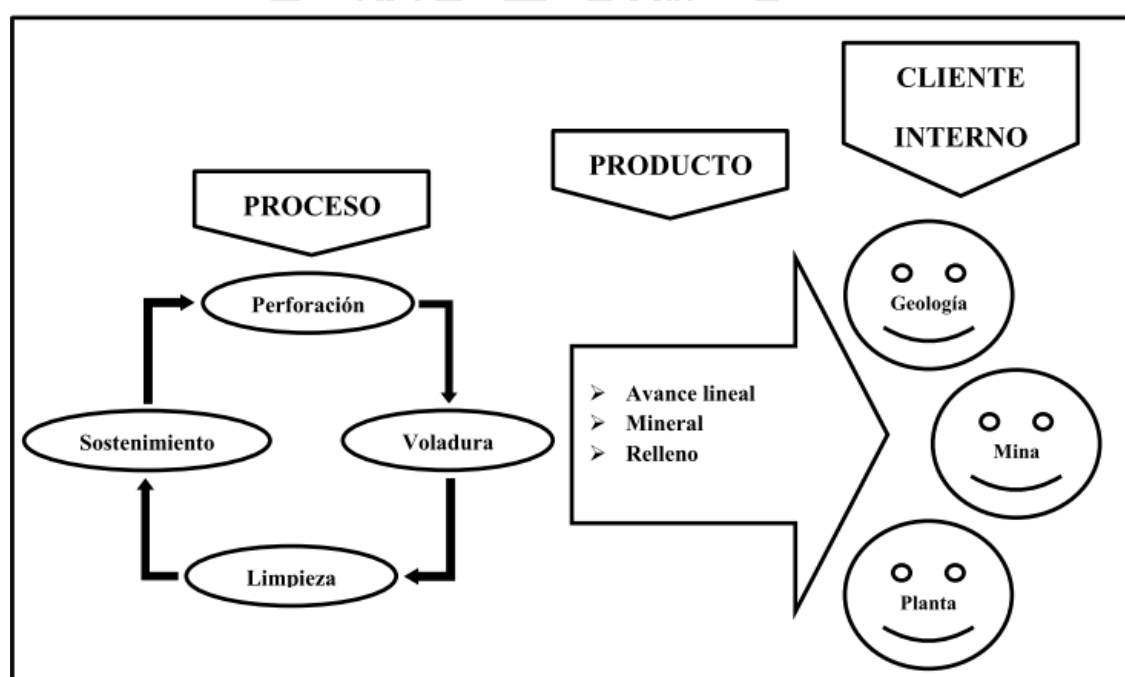 PROCESO
PRODUCTO
CLIENTE
INTERNO
Perforación
Voladura
Limpieza
Sostenimiento
Avance lineal
Mineral
Relleno
Geología
Mina
Planta